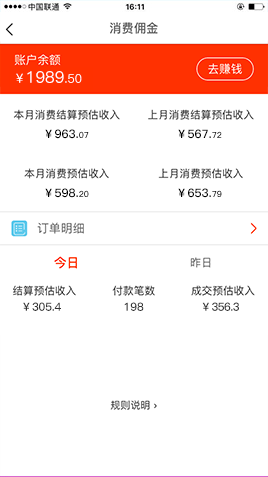 中国联通 16:11
消费佣金
账户余额
￥1989.50 去赚钱
本月消费结算预估收入 上月消费结算预估收入
￥963.07 ￥567.72
本月消费预估收入 上月消费预估收入
￥598.20 ￥653.79
订单明细
今日 昨日
结算预估收入 付款笔数 成交预估收入
￥305.4 198 ￥356.3
规则说明